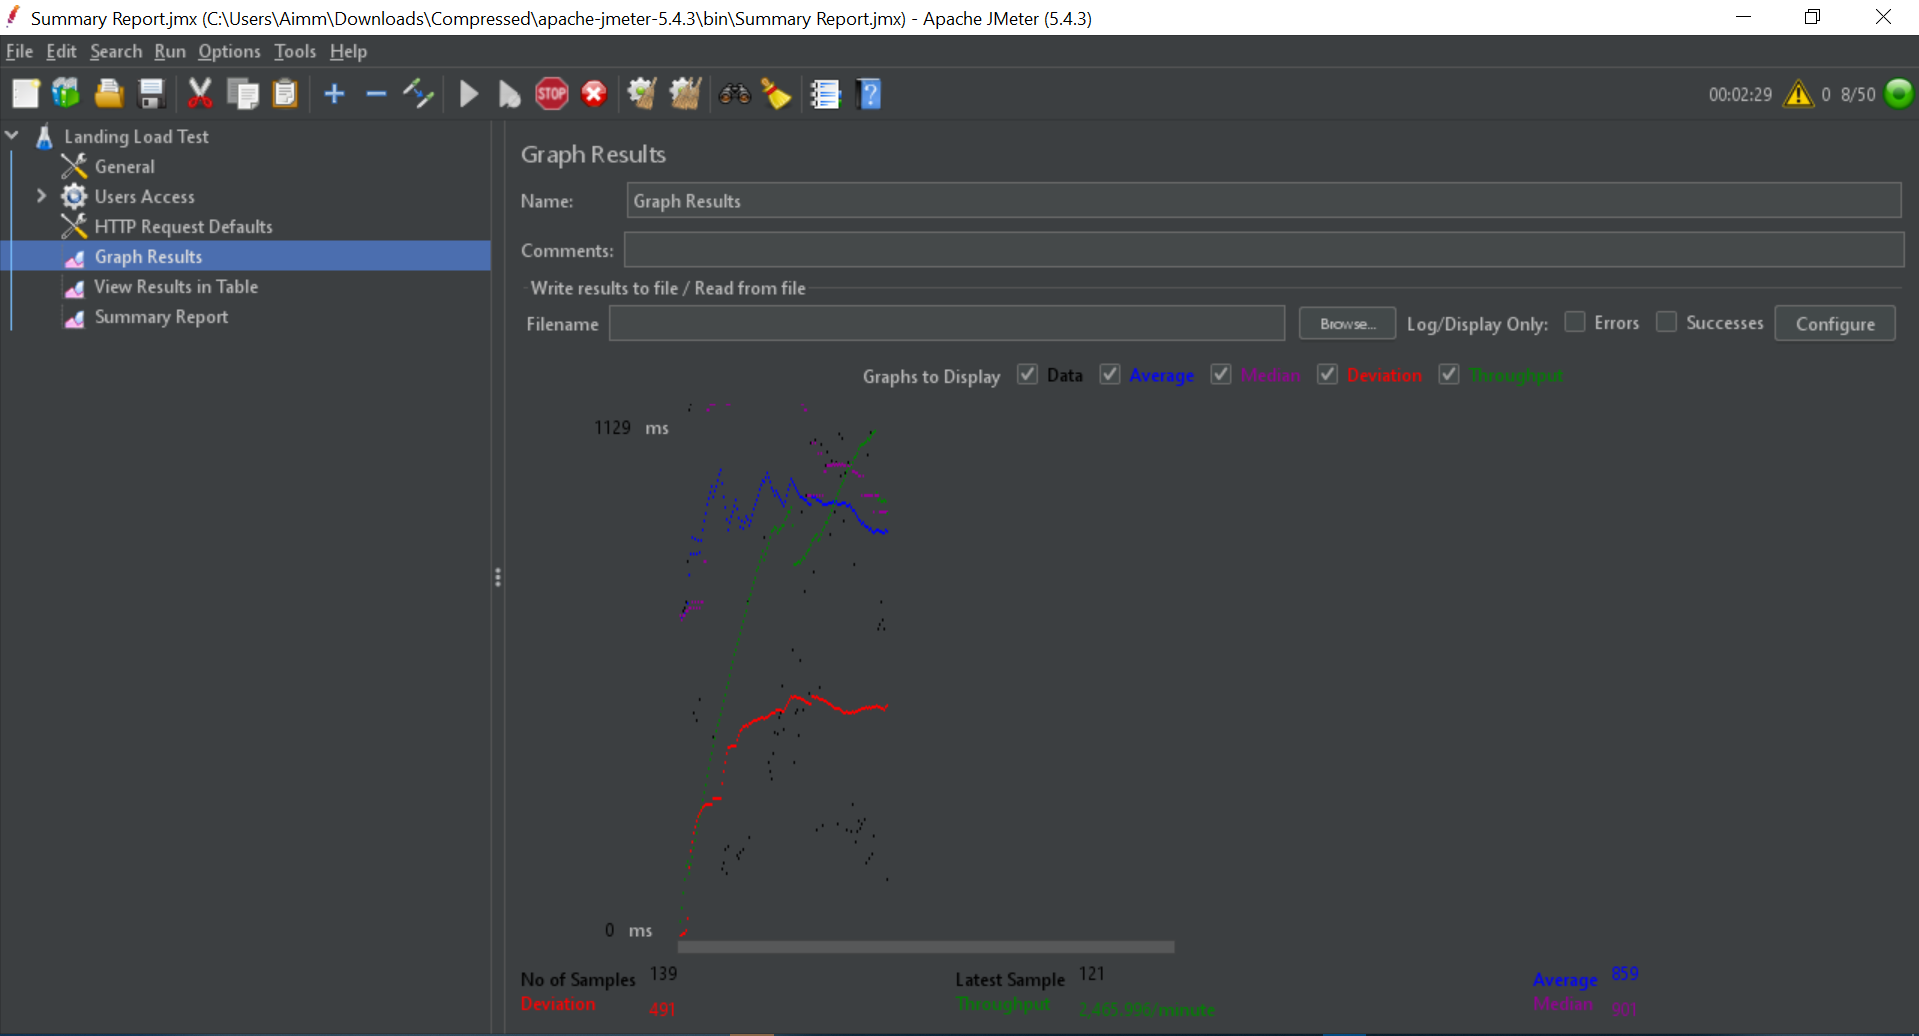 Summary Report.jmx (C:\Users\Aimm\Downloads\Compressed\apache-jmeter-5.4.3\bin\Summary Report.jmx) - Apache JMeter (5.4.3)
File Edit Search Run Options Tools Help
STOP ? 00:02:29 0 8/50
Landing Load Test
General
Users Access
HTTP Request Defaults
Graph Results
View Results in Table
Summary Report
Graph Results
Name: Graph Results
Comments:
Write results to file / Read from file
Filename Browse... Log/Display Only: Errors Successes Configure
Graphs to Display Data Average Median Deviation Throughput
1129 ms
0 ms
No of Samples 139 Latest Sample 121 Average 859
Deviation 491 Throughput 2,465.996/minute Median